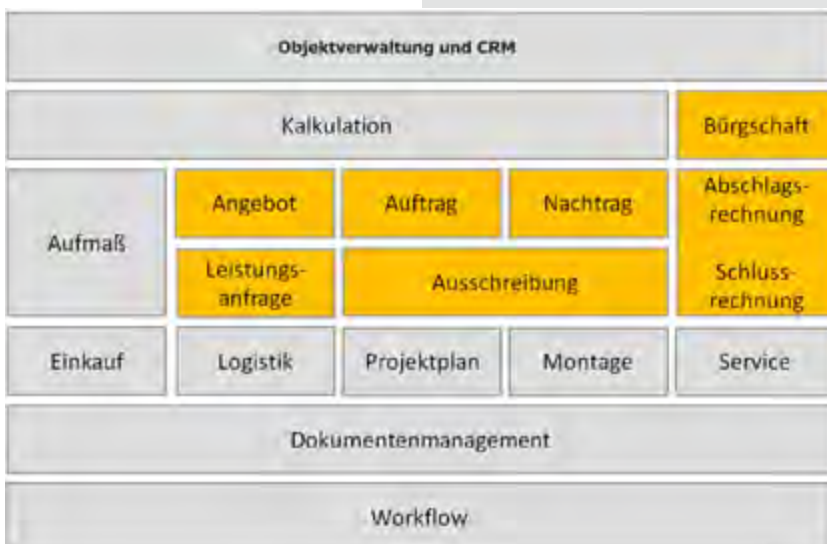 Objektverwaltung und CRM
Kalkulation
Bürgschaft
Aufmaß
Angebot
Auftrag
Nachtrag
Abschlags-
rechnung
Leistungs-
anfrage
Ausschreibung
Schluss-
rechnung
Einkauf
Logistik
Projektplan
Montage
Service
Dokumentenmanagement
Workflow